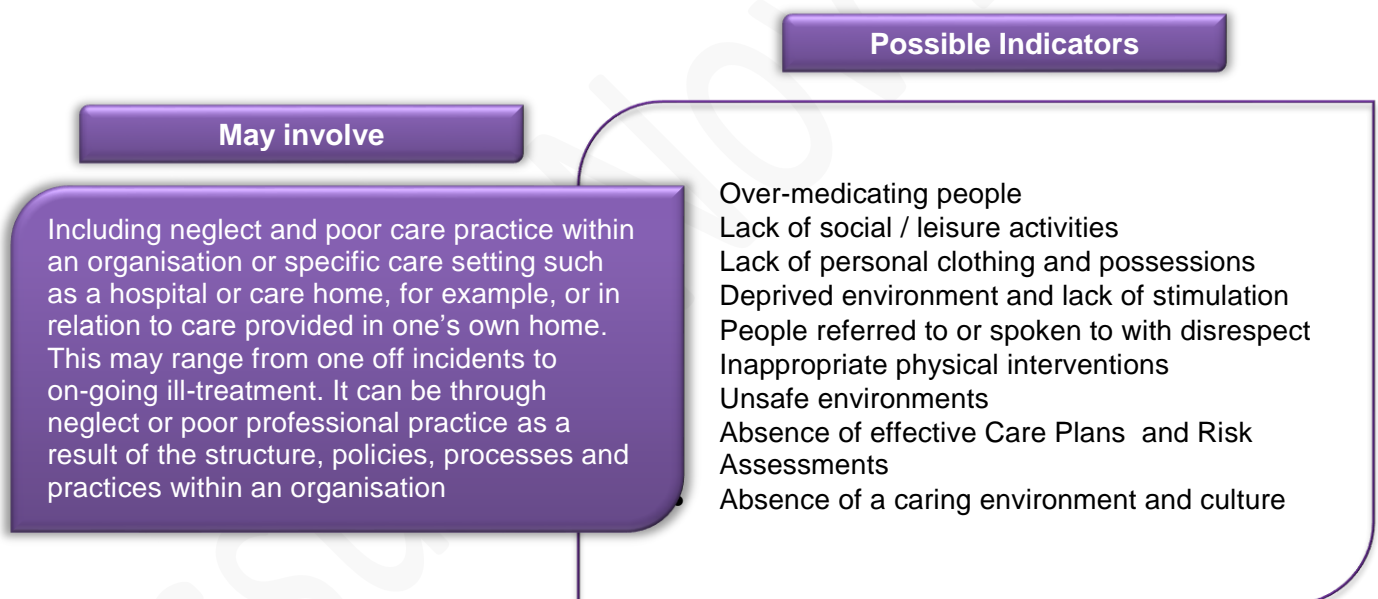 Possible Indicators
May involve
Including neglect and poor care practice within
an organisation or specific care setting such
as a hospital or care home, for example, or in
relation to care provided in one’s own home.
This may range from one off incidents to
on-going ill-treatment. It can be through
neglect or poor professional practice as a
result of the structure, policies, processes and
practices within an organisation
Over-medicating people
Lack of social / leisure activities
Lack of personal clothing and possessions
Deprived environment and lack of stimulation
People referred to or spoken to with disrespect
Inappropriate physical interventions
Unsafe environments
Absence of effective Care Plans  and Risk
Assessments
Absence of a caring environment and culture